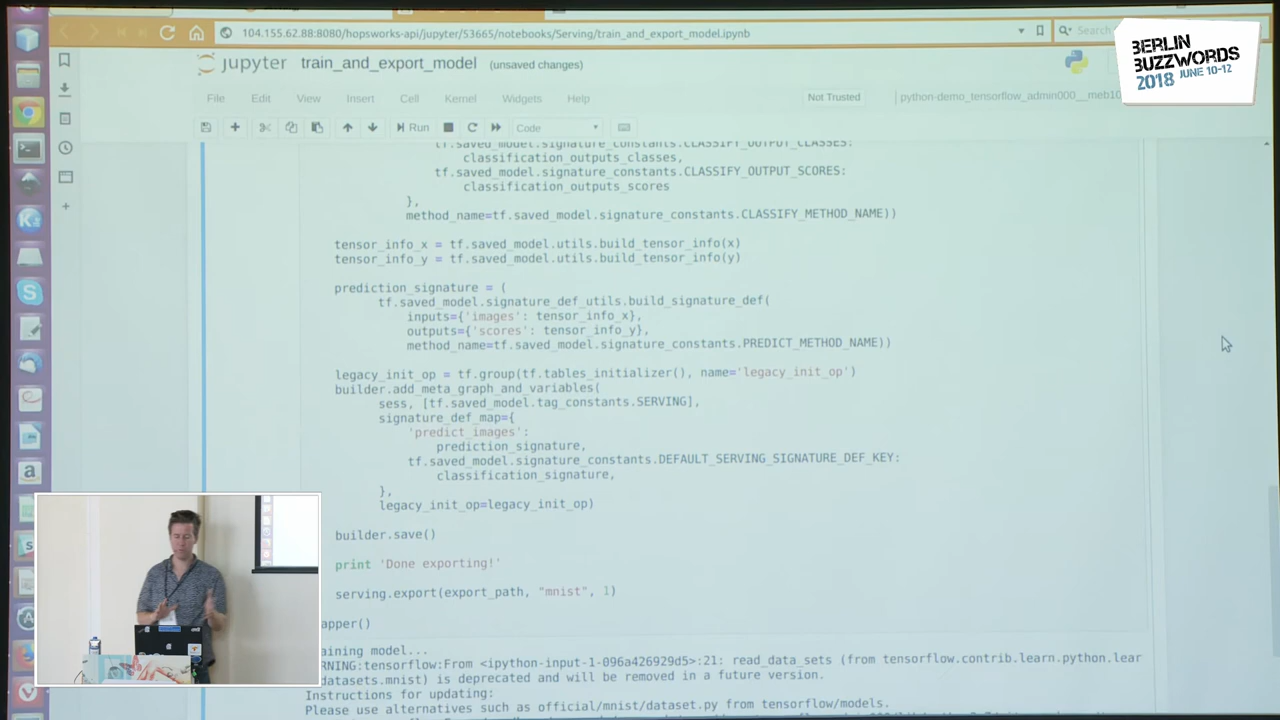 104.155.62.88:8080/hopsworks-api/jupyter/53665/notebooks/Serving/train_and_export_model.ipynb
Search
BERLIN
BUZZWORDS
2018 JUNE 10-12
jupyter train_and_export_model (unsaved changes)
File Edit View Insert Cell Kernel Widgets Help
Not Trusted
python-demo_tensorflow_admin000__meb10
Run
Code
tf.saved_model.signature_constants.CLASSIFY_OUTPUT_CLASSES:
classification_outputs_classes,
tf.saved_model.signature_constants.CLASSIFY_OUTPUT_SCORES:
classification_outputs_scores
},
method_name=tf.saved_model.signature_constants.CLASSIFY_METHOD_NAME))
tensor_info_x = tf.saved_model.utils.build_tensor_info(x)
tensor_info_y = tf.saved_model.utils.build_tensor_info(y)
prediction_signature = (
tf.saved_model.signature_def_utils.build_signature_def(
inputs={'images': tensor_info_x},
outputs={'scores': tensor_info_y},
method_name=tf.saved_model.signature_constants.PREDICT_METHOD_NAME))
legacy_init_op = tf.group(tf.tables_initializer(), name='legacy_init_op')
builder.add_meta_graph_and_variables(
sess, [tf.saved_model.tag_constants.SERVING],
signature_def_map={
'predict_images':
prediction_signature,
tf.saved_model.signature_constants.DEFAULT_SERVING_SIGNATURE_DEF_KEY:
classification_signature,
},
legacy_init_op=legacy_init_op)
builder.save()
print 'Done exporting!'
serving.export(export_path, "mnist", 1)
apper()
aining model...
RNING:tensorflow:From <ipython-input-1-096a426929d5>:21: read_data_sets (from tensorflow.contrib.learn.python.lear
datasets.mnist) is deprecated and will be removed in a future version.
Instructions for updating:
Please use alternatives such as official/mnist/dataset.py from tensorflow/models.